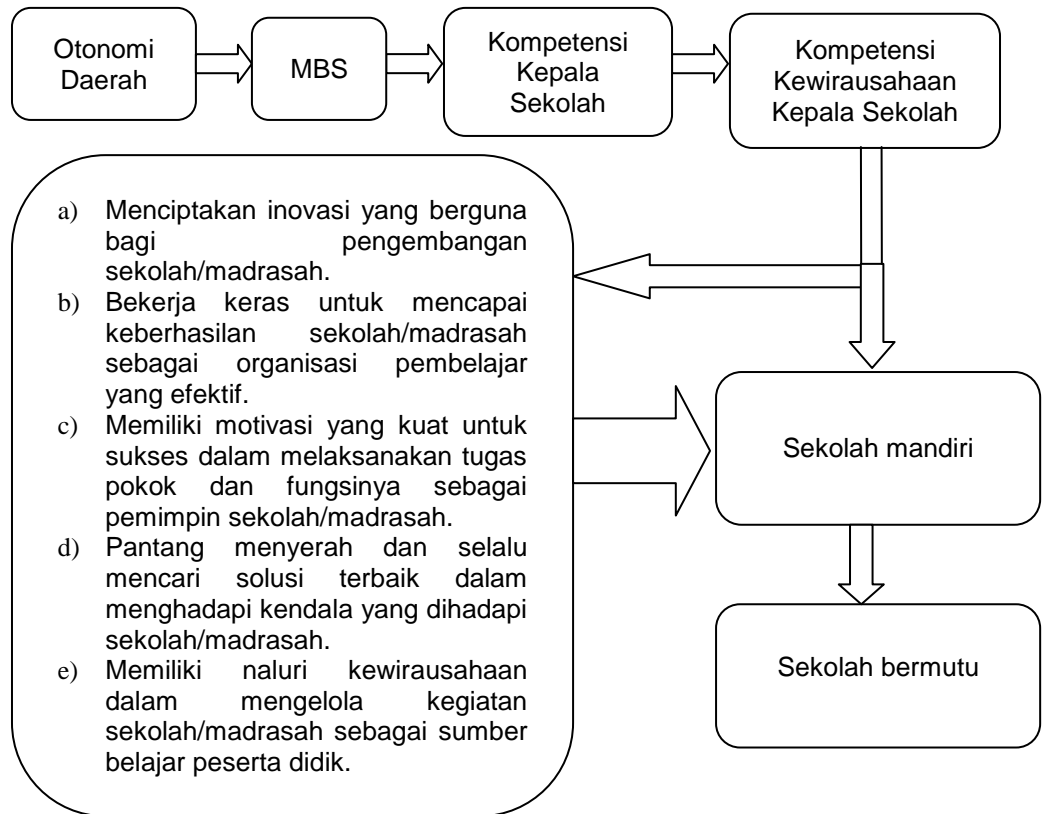 Otonomi
Daerah
MBS
Kompetensi
Kepala
Sekolah
Kompetensi
Kewirausahaan
Kepala Sekolah
a) Menciptakan inovasi yang berguna
bagi pengembangan
sekolah/madrasah.
b) Bekerja keras untuk mencapai
keberhasilan sekolah/madrasah
sebagai organisasi pembelajar
yang efektif.
c) Memiliki motivasi yang kuat untuk
sukses dalam melaksanakan tugas
pokok dan fungsinya sebagai
pemimpin sekolah/madrasah.
d) Pantang menyerah dan selalu
mencari solusi terbaik dalam
menghadapi kendala yang dihadapi
sekolah/madrasah.
e) Memiliki naluri kewirausahaan
dalam mengelola kegiatan
sekolah/madrasah sebagai sumber
belajar peserta didik.
Sekolah mandiri
Sekolah bermutu